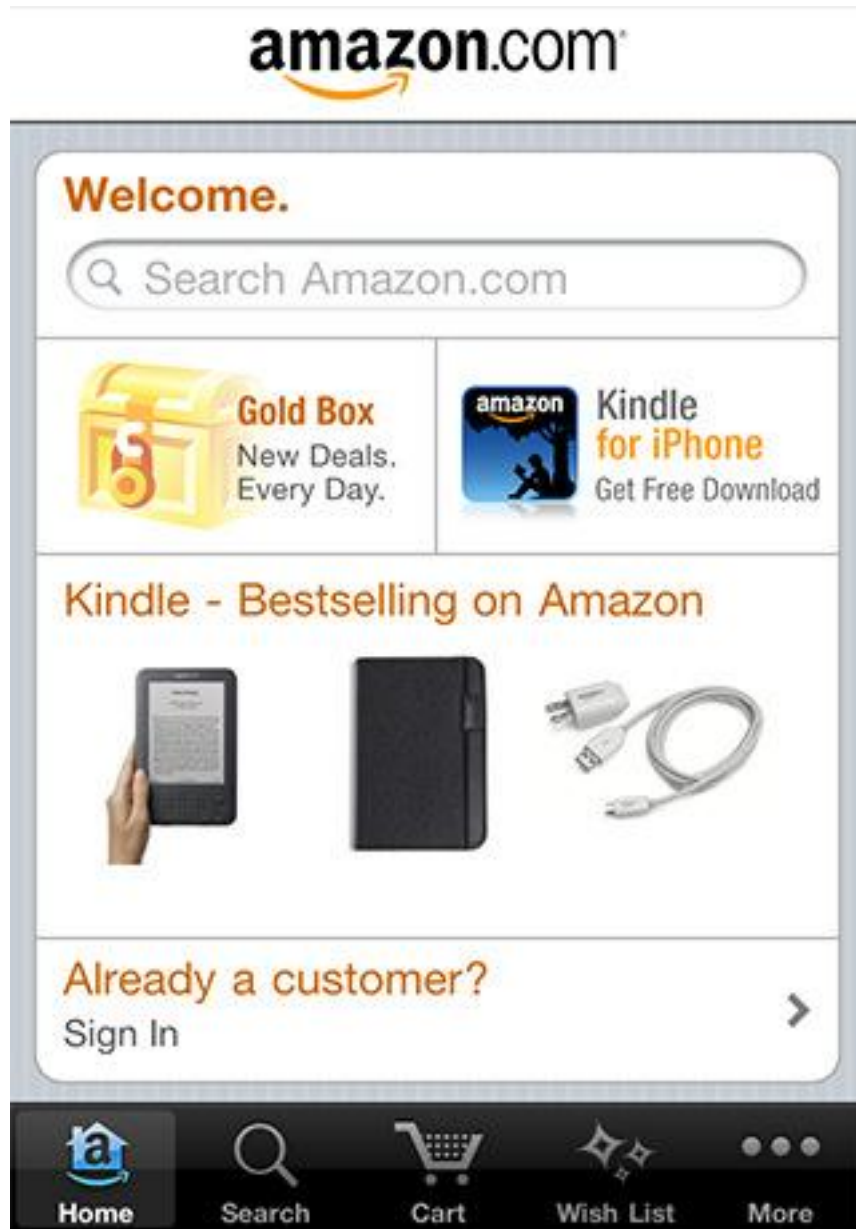 amazon.com
Welcome.
Search Amazon.com
Gold Box
New Deals.
Every Day.
amazon
Kindle
for iPhone
Get Free Download
Kindle - Bestselling on Amazon
Already a customer?
Sign In
a
Home
Search
Cart
Wish List
More